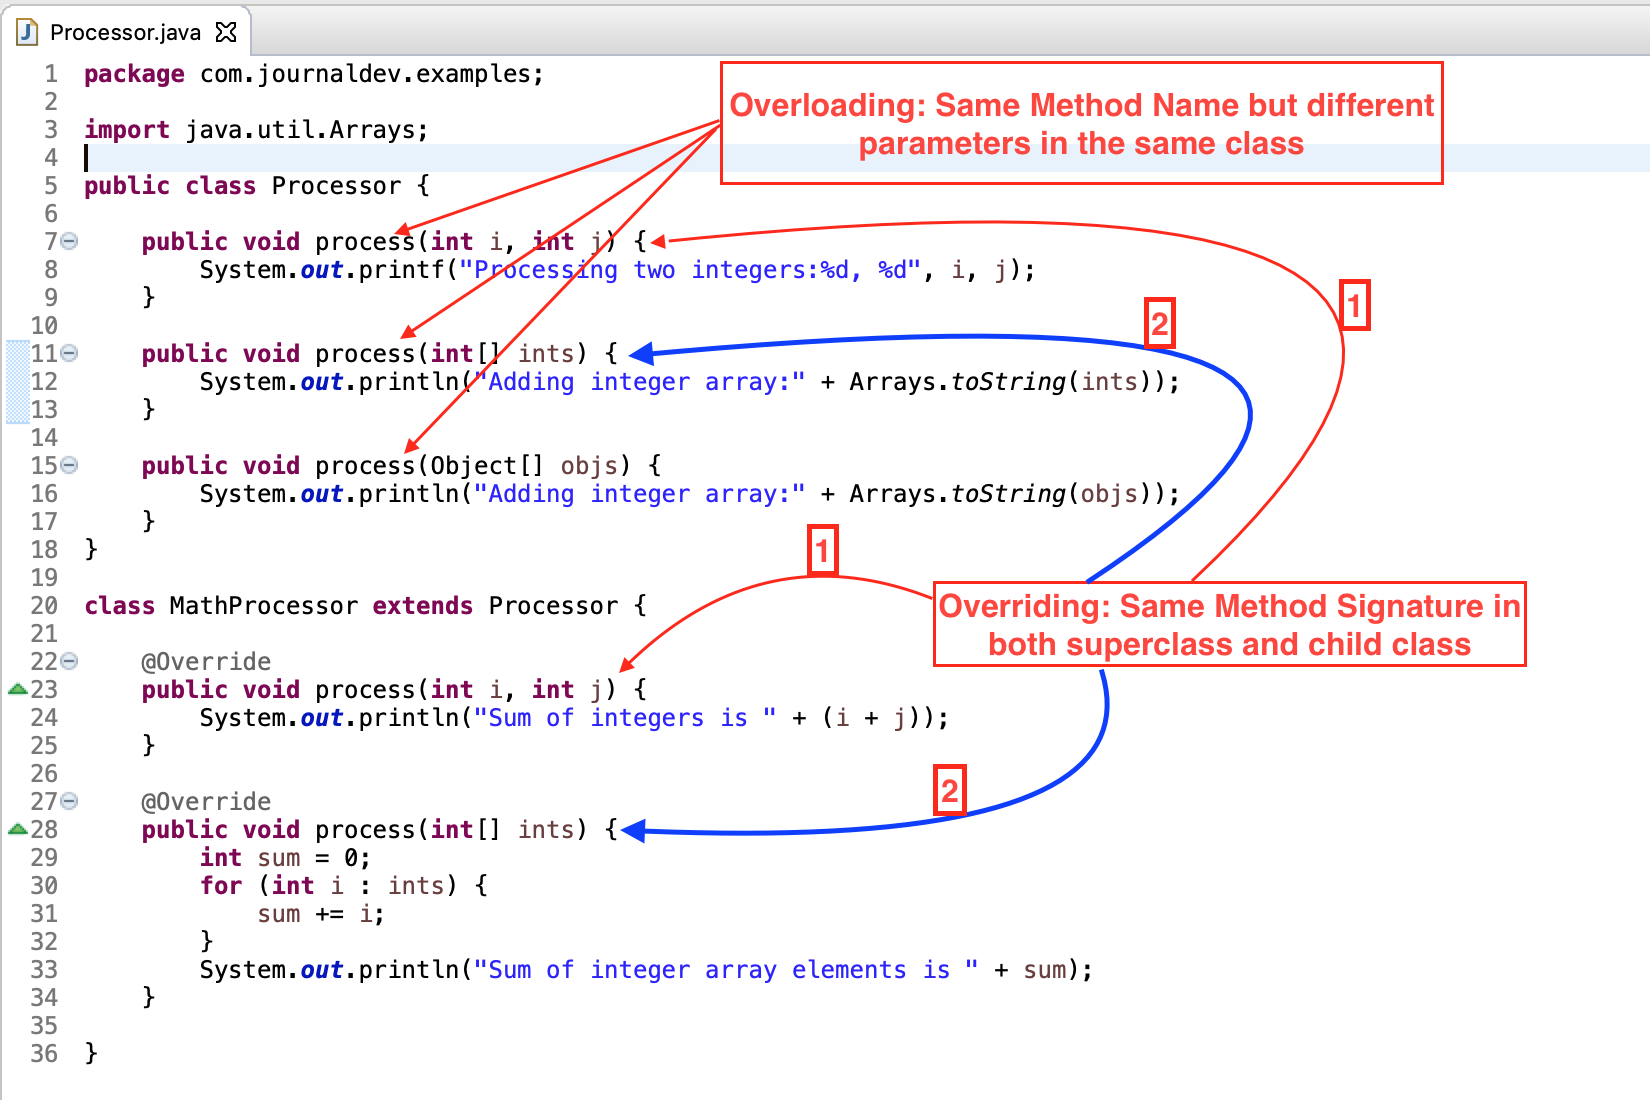 Processor.java
1 package com.journaldev.examples;
2
3 import java.util.Arrays;
4
5 public class Processor {
6
7 public void process(int i, int j) {
8 System.out.printf("Processing two integers:%d, %d", i, j);
9 }
10
11 public void process(int[] ints) {
12 System.out.println("Adding integer array:" + Arrays.toString(ints));
13 }
14
15 public void process(Object[] objs) {
16 System.out.println("Adding integer array:" + Arrays.toString(objs));
17 }
18 }
19
20 class MathProcessor extends Processor {
21
22 @Override
23 public void process(int i, int j) {
24 System.out.println("Sum of integers is " + (i + j));
25 }
26
27 @Override
28 public void process(int[] ints) {
29 int sum = 0;
30 for (int i : ints) {
31 sum += i;
32 }
33 System.out.println("Sum of integer array elements is " + sum);
34 }
35
36 }
Overloading: Same Method Name but different
parameters in the same class
1
2
1
Overriding: Same Method Signature in
both superclass and child class
2